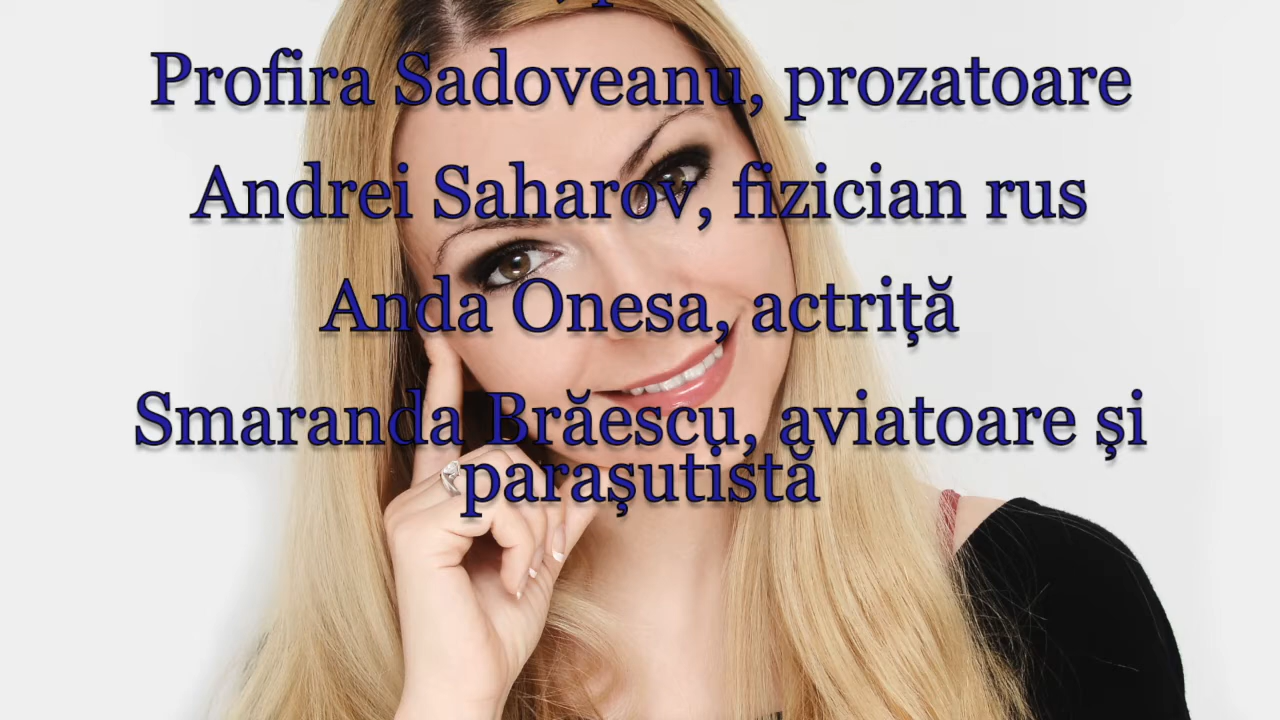 Profira Sadoveanu, prozatoare
Andrei Saharov, fizician rus
Anda Onesa, actriță
Smaranda Brăescu, aviatoare și
parașutistă